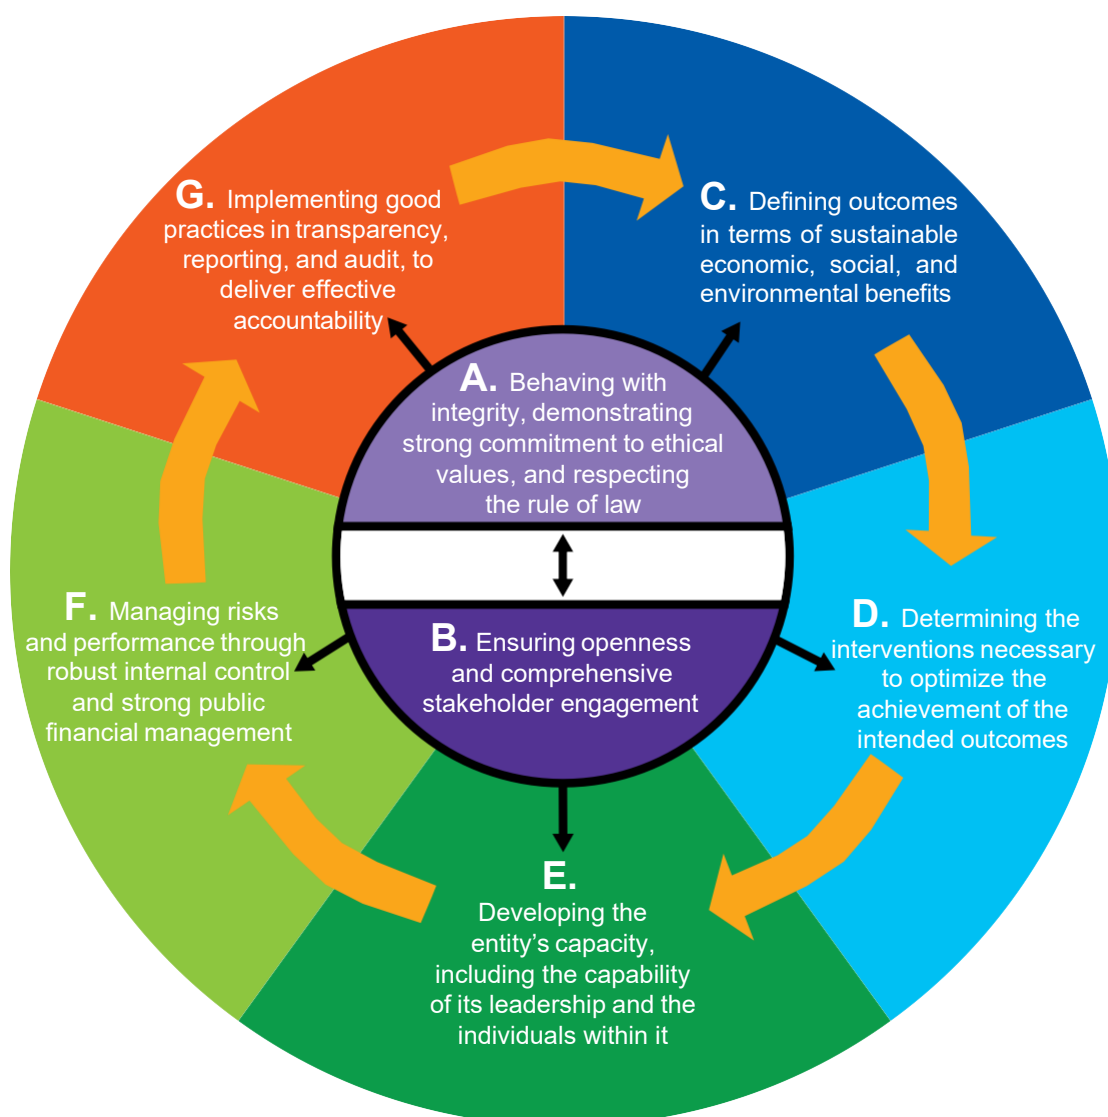 G. Implementing good
practices in transparency,
reporting, and audit, to
deliver effective
accountability
C. Defining outcomes
in terms of sustainable
economic, social, and
environmental benefits
A. Behaving with
integrity, demonstrating
strong commitment to ethical
values, and respecting
the rule of law
B. Ensuring openness
and comprehensive
stakeholder engagement
F. Managing risks
and performance through
robust internal control
and strong public
financial management
D. Determining the
interventions necessary
to optimize the
achievement of the
intended outcomes
E.
Developing the
entity’s capacity,
including the capability
of its leadership and the
individuals within it